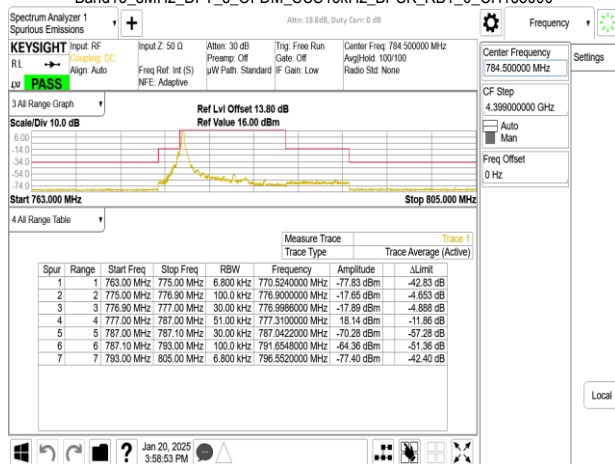 Spectrum Analyzer 1
Spurious Emissions
Attn: 13.8dB, Duty Corr: 0 dB
Frequency
KEYSIGHT
Input: RF
Coupling: DC
Align: Auto
Input Z: 50 Ω
Freq Ref: Int (S)
NFE: Adaptive
Atten: 30 dB
Preamp: Off
µW Path: Standard
Trig: Free Run
Gate: Off
IF Gain: Low
Center Freq: 784.500000 MHz
Avg|Hold: 100/100
Radio Std: None
RL
LXI
PASS
Center Frequency
784.500000 MHz
Settings
CF Step
4.399000000 GHz
Auto
Man
Freq Offset
0 Hz
3 All Range Graph
Scale/Div 10.0 dB
Ref Lvl Offset 13.80 dB
Ref Value 16.00 dBm
6.00
-14.0
-34.0
-54.0
-74.0
Start 763.000 MHz
Stop 805.000 MHz
4 All Range Table
Measure Trace Trace 1
Trace Type Trace Average (Active)
Spur Range Start Freq Stop Freq RBW Frequency Amplitude ΔLimit
1 1 763.00 MHz 775.00 MHz 6.800 kHz 770.5240000 MHz -77.83 dBm -42.83 dB
2 2 775.00 MHz 776.90 MHz 100.0 kHz 776.9000000 MHz -17.65 dBm -4.653 dB
3 3 776.90 MHz 777.00 MHz 30.00 kHz 776.9986000 MHz -17.89 dBm -4.888 dB
4 4 777.00 MHz 787.00 MHz 51.00 kHz 777.3100000 MHz 18.14 dBm -11.86 dB
5 5 787.00 MHz 787.10 MHz 30.00 kHz 787.0422000 MHz -70.28 dBm -57.28 dB
6 6 787.10 MHz 793.00 MHz 100.0 kHz 791.6548000 MHz -64.36 dBm -51.36 dB
7 7 793.00 MHz 805.00 MHz 6.800 kHz 796.5520000 MHz -77.40 dBm -42.40 dB
Local
Jan 20, 2025
3:58:53 PM